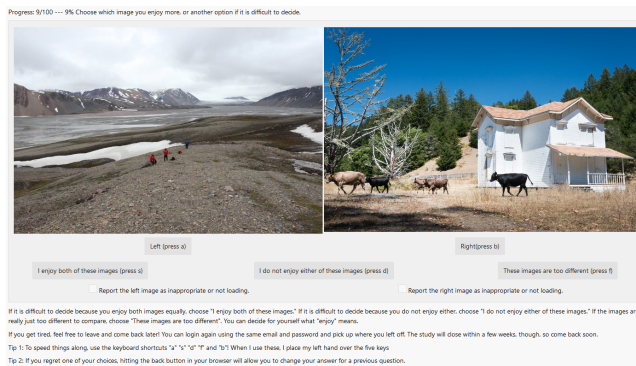 Progress: 9/100 --- 9% Choose which image you enjoy more, or another option if it is difficult to decide.
Left (press a)
Right(press b)
I enjoy both of these images (press s)
I do not enjoy either of these images (press d)
These images are too different (press f)
Report the left image as inappropriate or not loading.
Report the right image as inappropriate or not loading.
If it is difficult to decide because you enjoy both images equally, choose "I enjoy both of these images." If it is difficult to decide because you do not enjoy either, choose "I do not enjoy either of these images." If the images ar
really just too different to compare, choose "These images are too different". You can decide for yourself what "enjoy" means.
If you get tired, feel free to leave and come back later! You can login again using the same email and password and pick up where you left off. The study will close within a few weeks, though, so come back soon.
Tip 1: To speed things along, use the keyboard shortcuts "a" "s" "d" "f" and "b"! When I use these, I place my left hand over the five keys
Tip 2: If you regret one of your choices, hitting the back button in your browser will allow you to change your answer for a previous question.